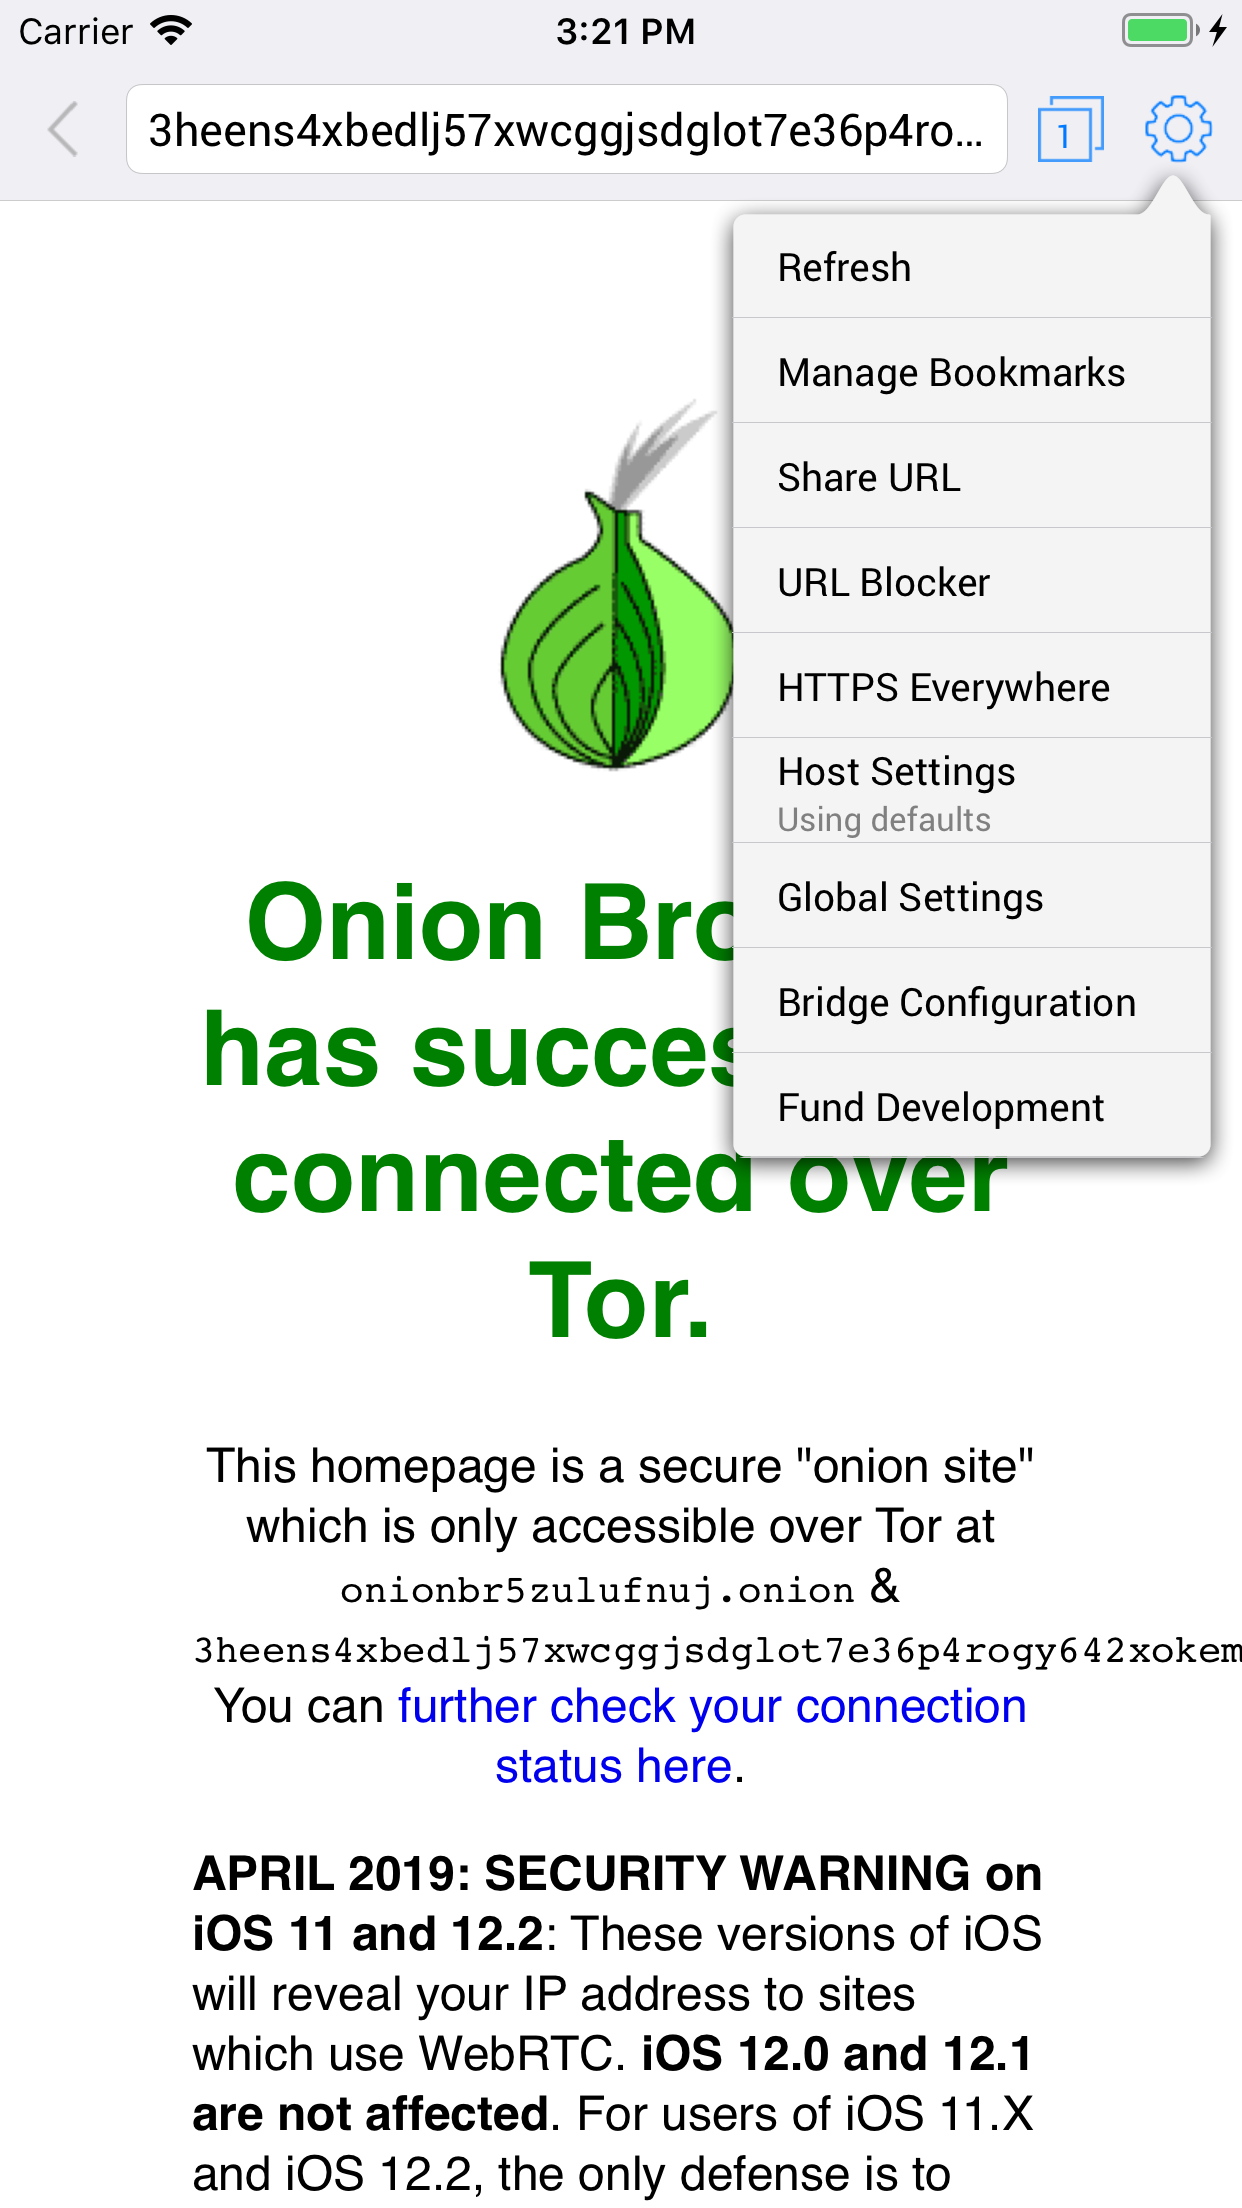 Carrier
3:21 PM
3heens4xbedlj57xwcggjsdglot7e36p4ro...
1
Refresh
Manage Bookmarks
Share URL
URL Blocker
HTTPS Everywhere
Host Settings
Using defaults
Global Settings
Bridge Configuration
Fund Development
Onion
has
connected over
Tor.
This homepage is a secure "onion site"
which is only accessible over Tor at
onionbr5zulufnuj.onion &
3heens4xbedlj57xwcggjsdglot7e36p4rogy642xokem
You can further check your connection
status here.
APRIL 2019: SECURITY WARNING on
iOS 11 and 12.2: These versions of iOS
will reveal your IP address to sites
which use WebRTC. iOS 12.0 and 12.1
are not affected. For users of iOS 11.X
and iOS 12.2, the only defense is to